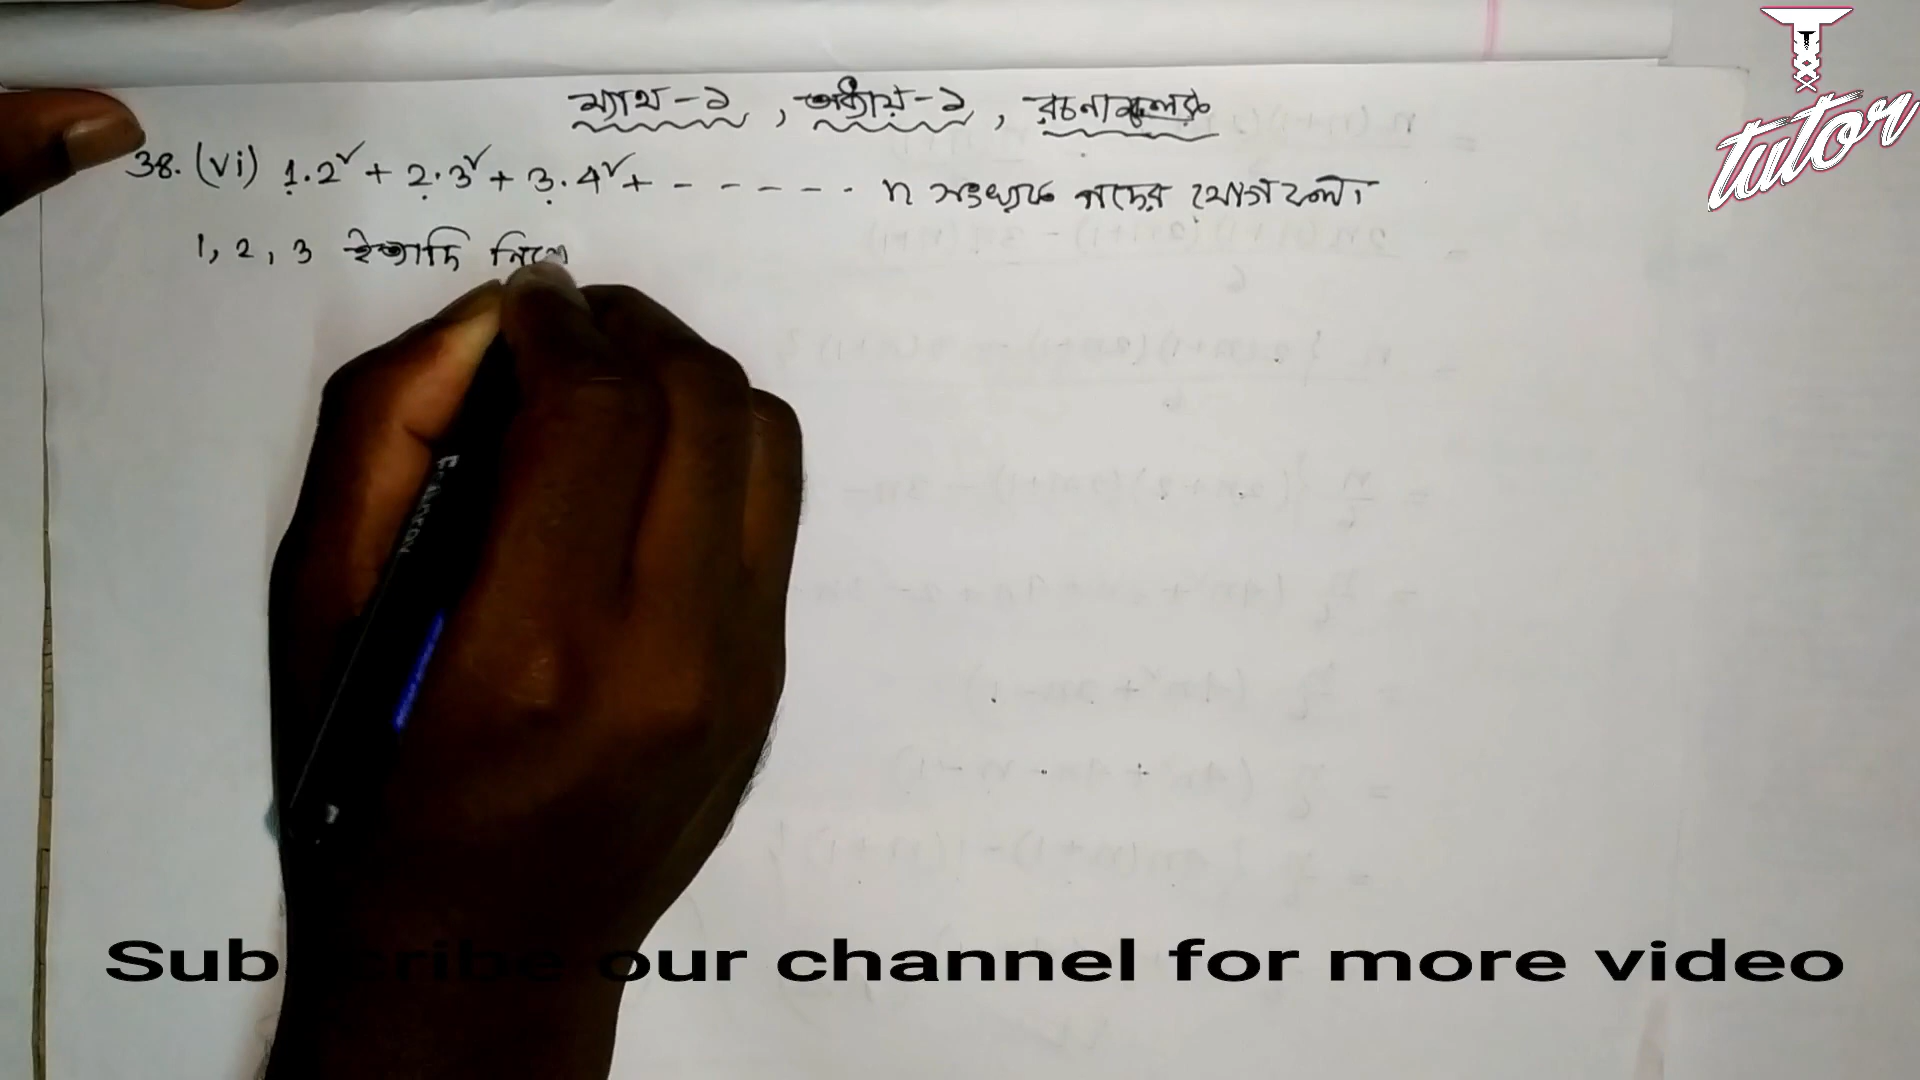 T
tutor
ম্যাথ - ১ , অধ্যায় - ১ , রচনামূলক
38. (vi) 1.2² + 2.3² + 3.4² + - - - - - - n সংখ্যক পদের যোগফল।
1, 2, 3 ইত্যাদি নিয়ে
Subscribe our channel for more video